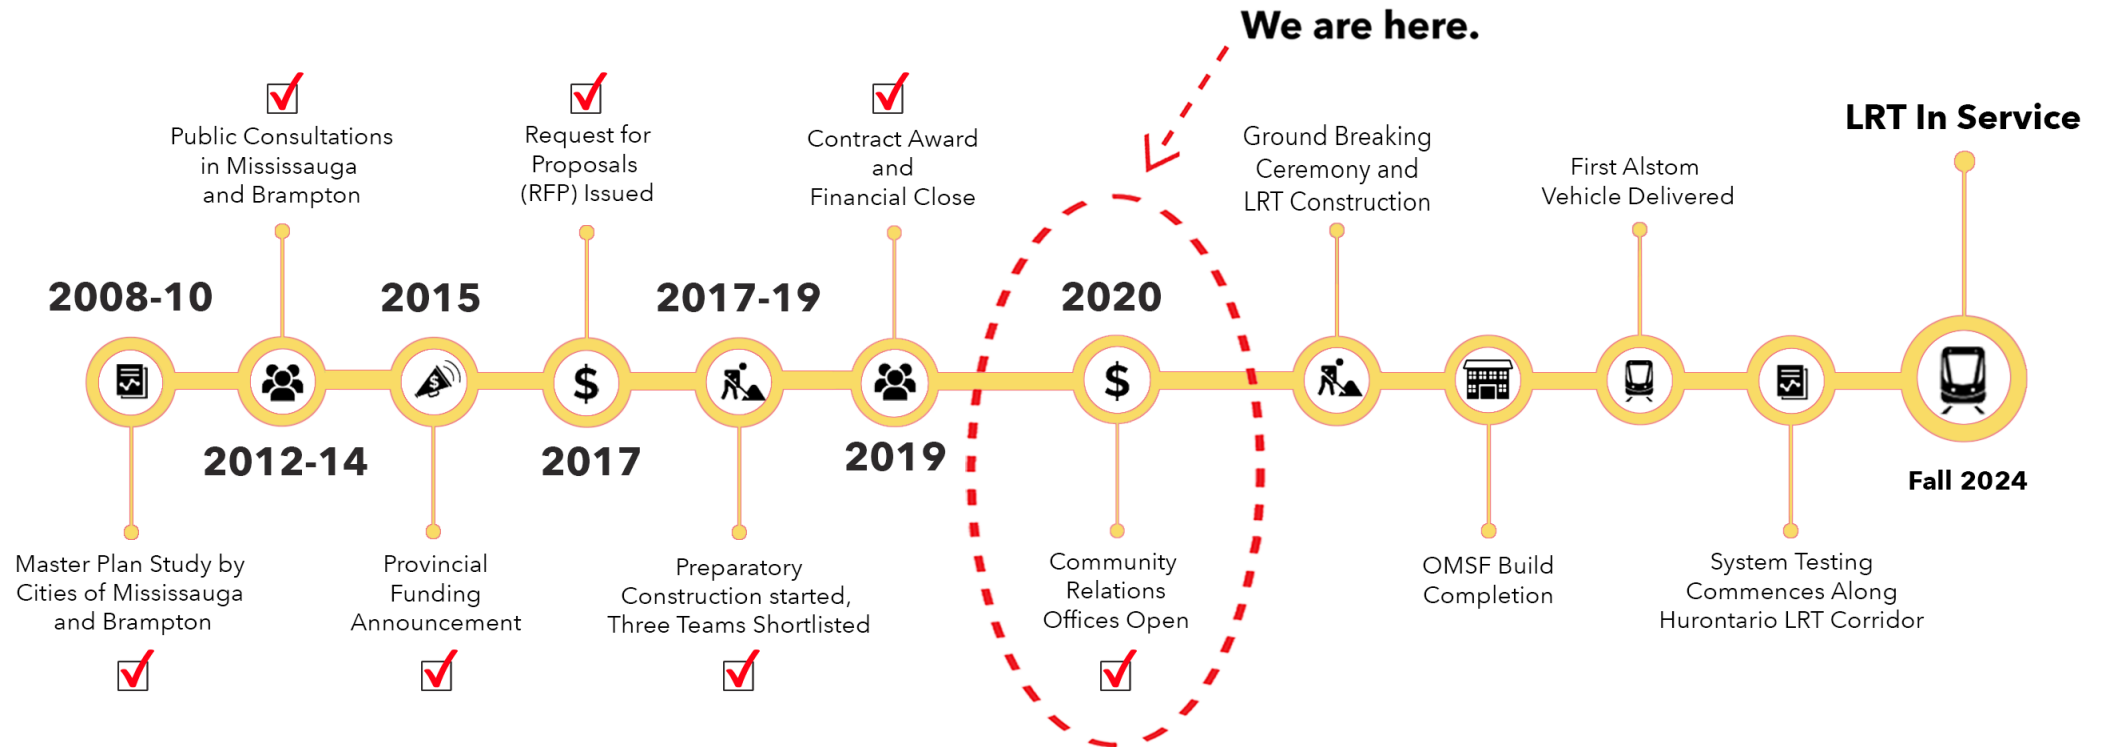 We are here.
Public Consultations
in Mississauga
and Brampton
Request for
Proposals
(RFP) Issued
Contract Award
and
Financial Close
Ground Breaking
Ceremony and
LRT Construction
First Alstom
Vehicle Delivered
LRT In Service
2008-10
2015
2017-19
2020
2012-14
2017
2019
Fall 2024
Master Plan Study by
Cities of Mississauga
and Brampton
Provincial
Funding
Announcement
Preparatory
Construction started,
Three Teams Shortlisted
Community
Relations
Offices Open
OMSF Build
Completion
System Testing
Commences Along
Hurontario LRT Corridor